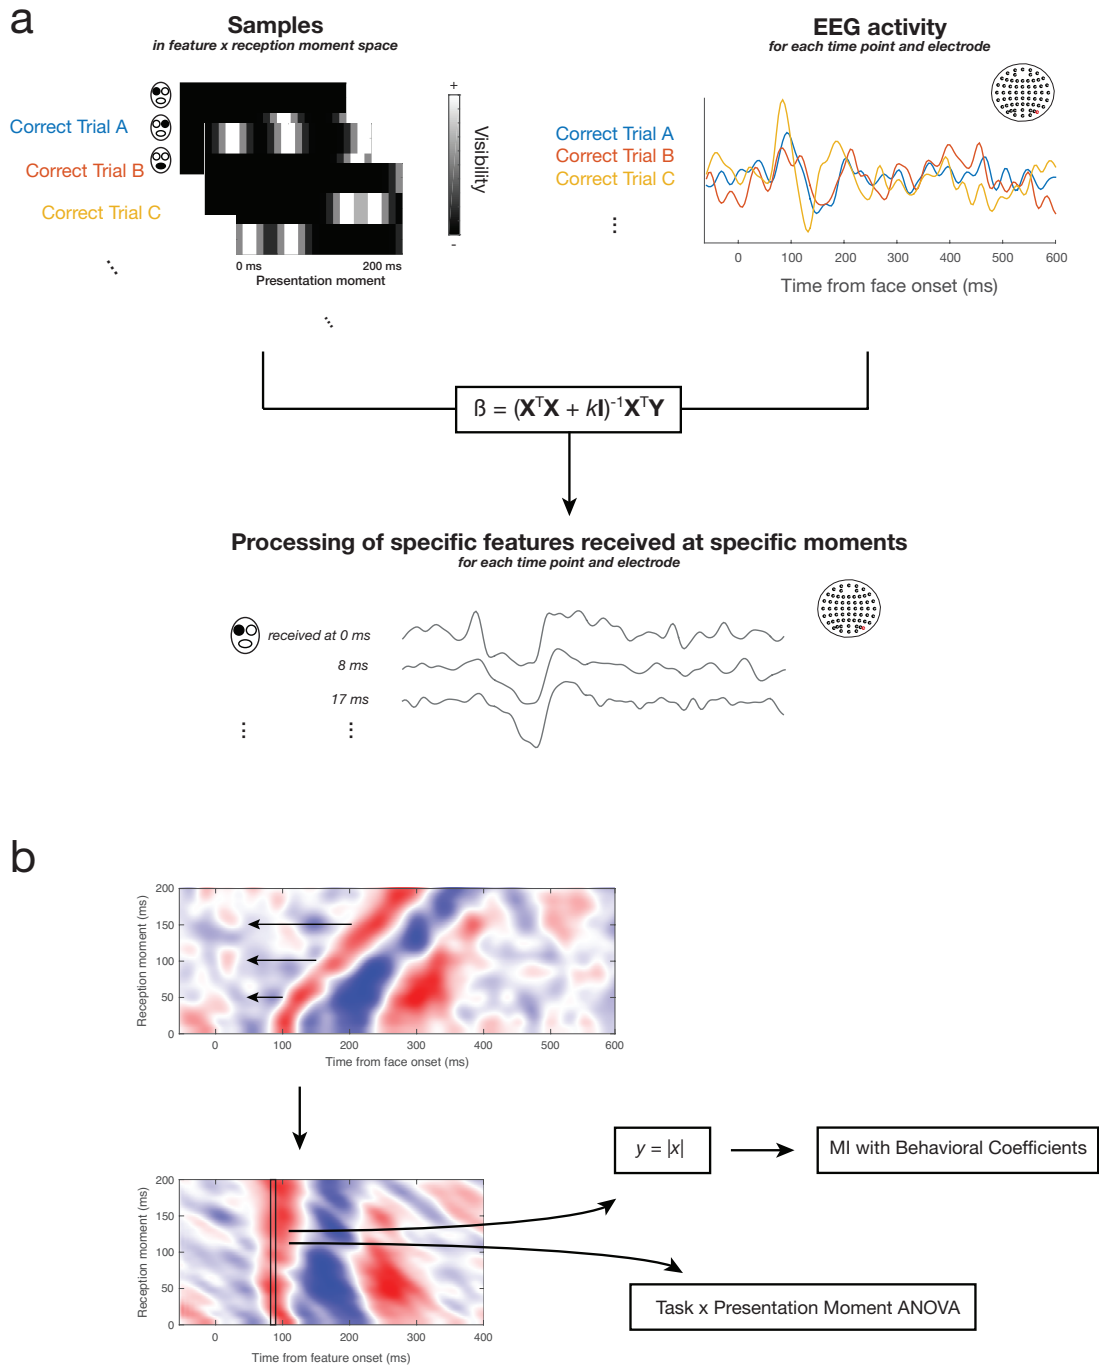 a
Samples
in feature x reception moment space
EEG activity
for each time point and electrode
Correct Trial A
Correct Trial B
Correct Trial C
+
Visibility
-
0 ms
200 ms
Presentation moment
Correct Trial A
Correct Trial B
Correct Trial C
0
100
200
300
400
500
600
Time from face onset (ms)
ß = (XᵀX + kI)⁻¹XᵀY
Processing of specific features received at specific moments
for each time point and electrode
received at 0 ms
8 ms
17 ms
b
Reception moment (ms)
200
150
100
50
0
0
100
200
300
400
500
600
Time from face onset (ms)
y = |x|
MI with Behavioral Coefficients
Reception moment (ms)
200
150
100
50
0
0
100
200
300
400
Time from feature onset (ms)
Task x Presentation Moment ANOVA